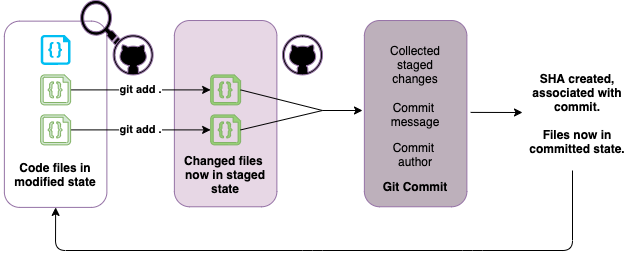 { }
{ }
git add .
{ }
{ }
git add .
{ }
Code files in
modified state
Changed files
now in staged
state
Collected
staged
changes
Commit
message
Commit
author
Git Commit
SHA created,
associated with
commit.
Files now in
committed state.